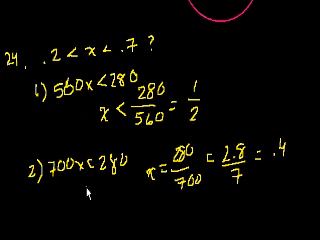 24. .2 < x < .7 ?
1) 560x < 280
x < 280/560 = 1/2
2) 700x < 280 x = 280/700 = 2.8/7 = .4